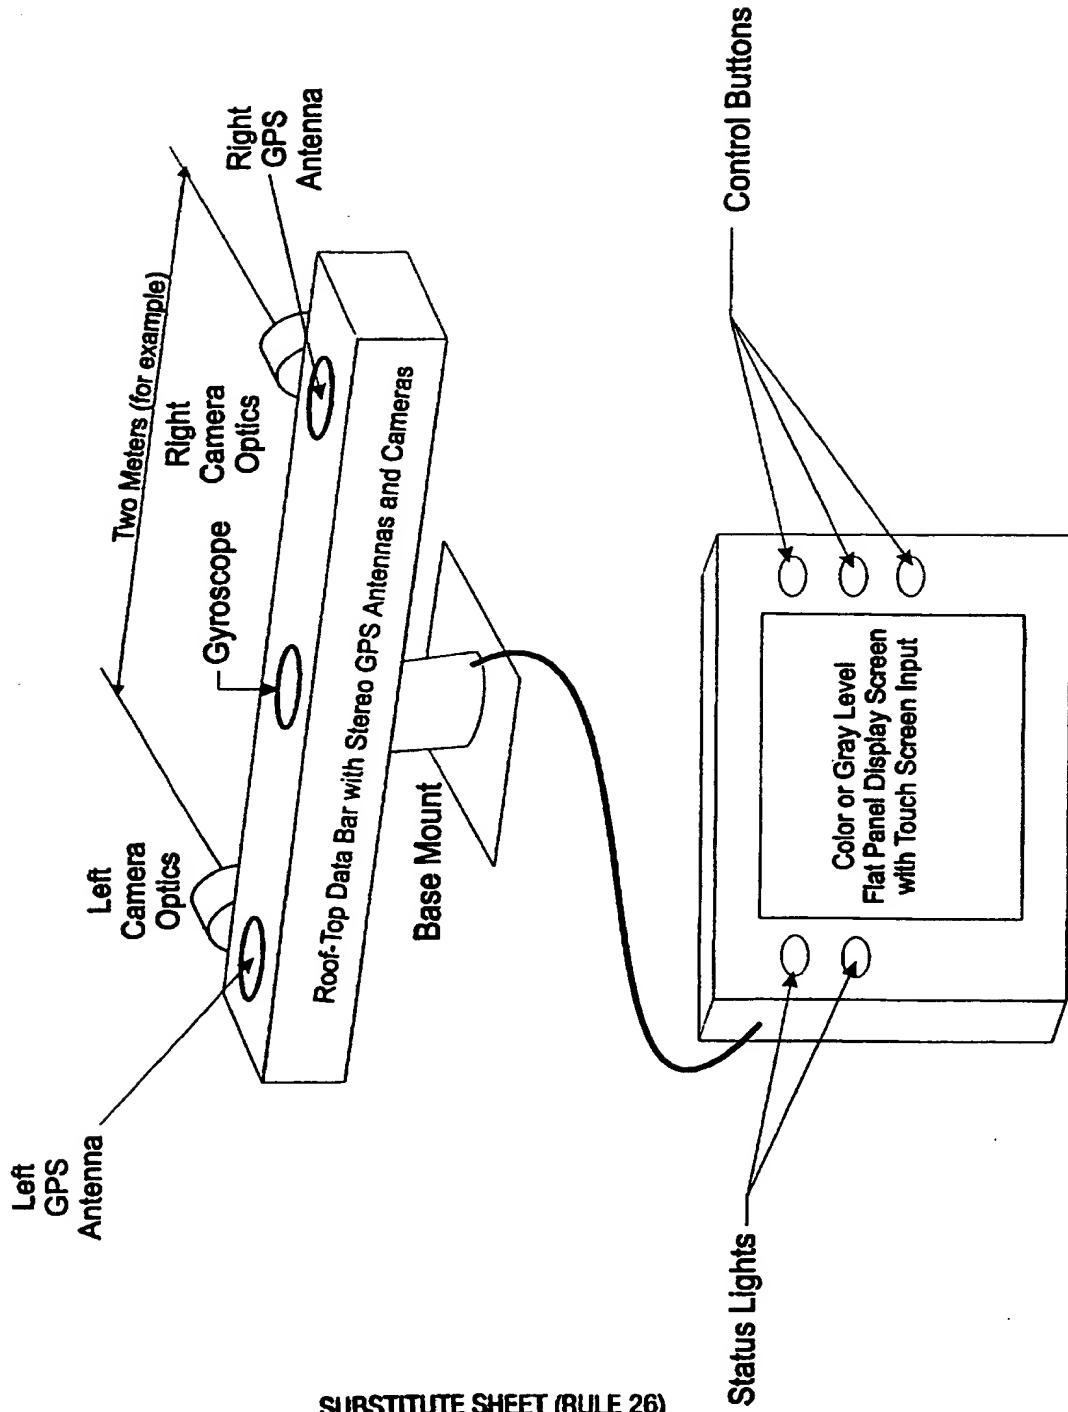 Left
GPS
Antenna
Left
Camera
Optics
Two Meters (for example)
Gyroscope
Right
Camera
Optics
Right
GPS
Antenna
Roof-Top Data Bar with Stereo GPS Antennas and Cameras
Base Mount
Status Lights
Color or Gray Level
Flat Panel Display Screen
with Touch Screen Input
Control Buttons
SUBSTITUTE SHEET (RULE 26)